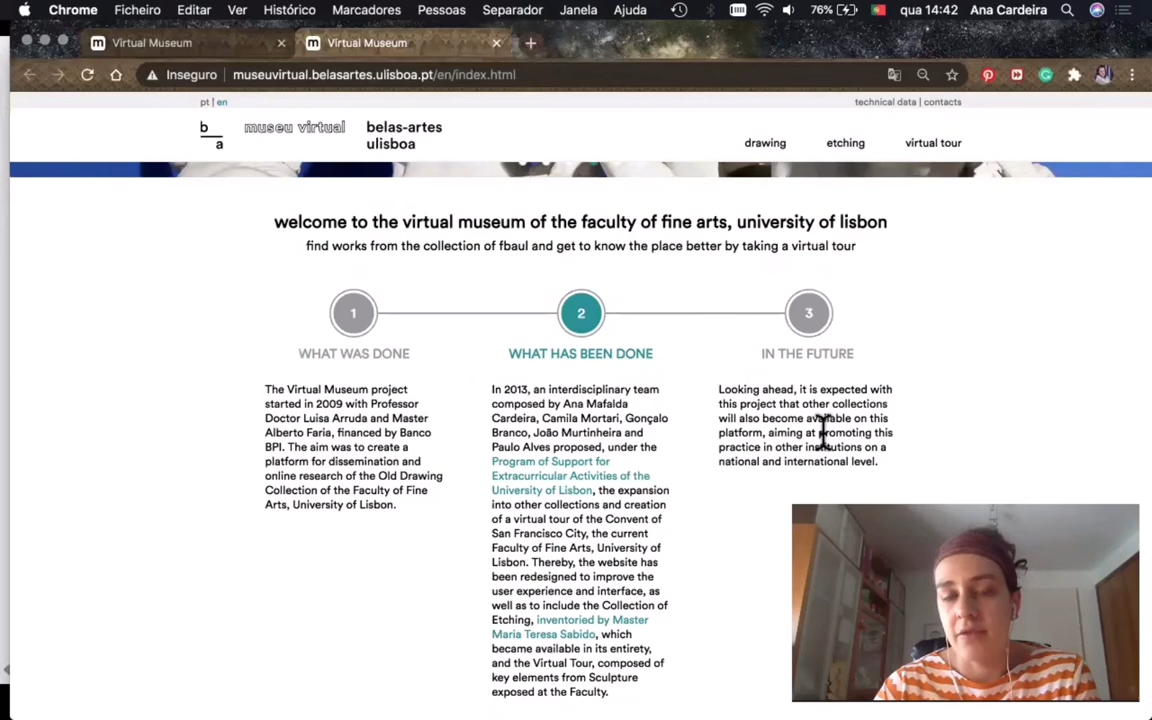 Chrome Ficheiro Editar Ver Histórico Marcadores Pessoas Separador Janela Ajuda 76% qua 14:42 Ana Cardeira
m Virtual Museum m Virtual Museum
Inseguro museuvirtual.belasartes.ulisboa.pt/en/index.html
pt | en technical data | contacts
b museu virtual belas-artes
a ulisboa
drawing etching virtual tour
welcome to the virtual museum of the faculty of fine arts, university of lisbon
find works from the collection of fbaul and get to know the place better by taking a virtual tour
1
WHAT WAS DONE
The Virtual Museum project
started in 2009 with Professor
Doctor Luisa Arruda and Master
Alberto Faria, financed by Banco
BPI. The aim was to create a
platform for dissemination and
online research of the Old Drawing
Collection of the Faculty of Fine
Arts, University of Lisbon.
2
WHAT HAS BEEN DONE
In 2013, an interdisciplinary team
composed by Ana Mafalda
Cardeira, Camila Mortari, Gonçalo
Branco, João Murtinheira and
Paulo Alves proposed, under the
Program of Support for
Extracurricular Activities of the
University of Lisbon, the expansion
into other collections and creation
of a virtual tour of the Convent of
San Francisco City, the current
Faculty of Fine Arts, University of
Lisbon. Thereby, the website has
been redesigned to improve the
user experience and interface, as
well as to include the Collection of
Etching, inventoried by Master
Maria Teresa Sabido, which
became available in its entirety,
and the Virtual Tour, composed of
key elements from Sculpture
exposed at the Faculty.
3
IN THE FUTURE
Looking ahead, it is expected with
this project that other collections
will also become available on this
platform, aiming at promoting this
practice in other institutions on a
national and international level.